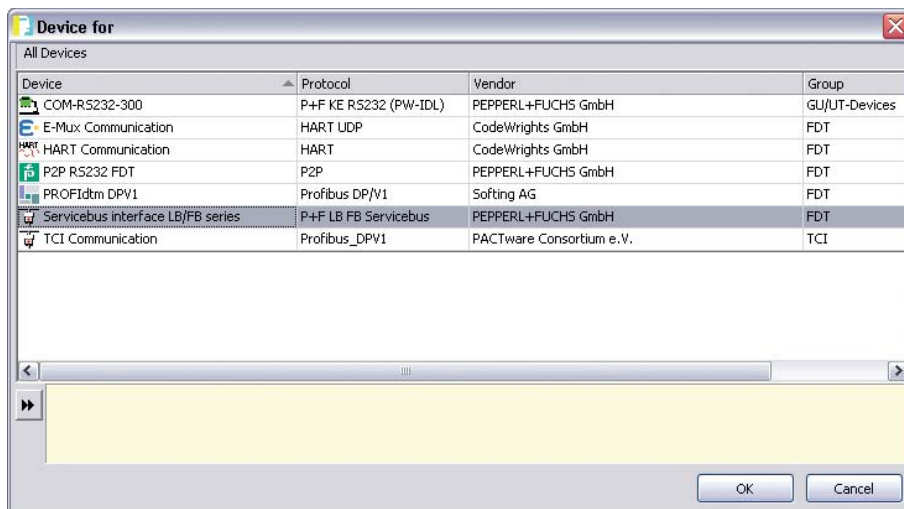 Device for
All Devices
Device Protocol Vendor Group
COM-RS232-300 P+F KE RS232 (PW-IDL) PEPPERL+FUCHS GmbH GU/UT-Devices
E-Mux Communication HART UDP CodeWrights GmbH FDT
HART HART Communication HART CodeWrights GmbH FDT
P2P RS232 FDT P2P PEPPERL+FUCHS GmbH FDT
PROFIdtm DPV1 Profibus DP/V1 Softing AG FDT
Servicebus interface LB/FB series P+F LB FB Servicebus PEPPERL+FUCHS GmbH FDT
TCI Communication Profibus_DPV1 PACTware Consortium e.V. TCI
OK Cancel